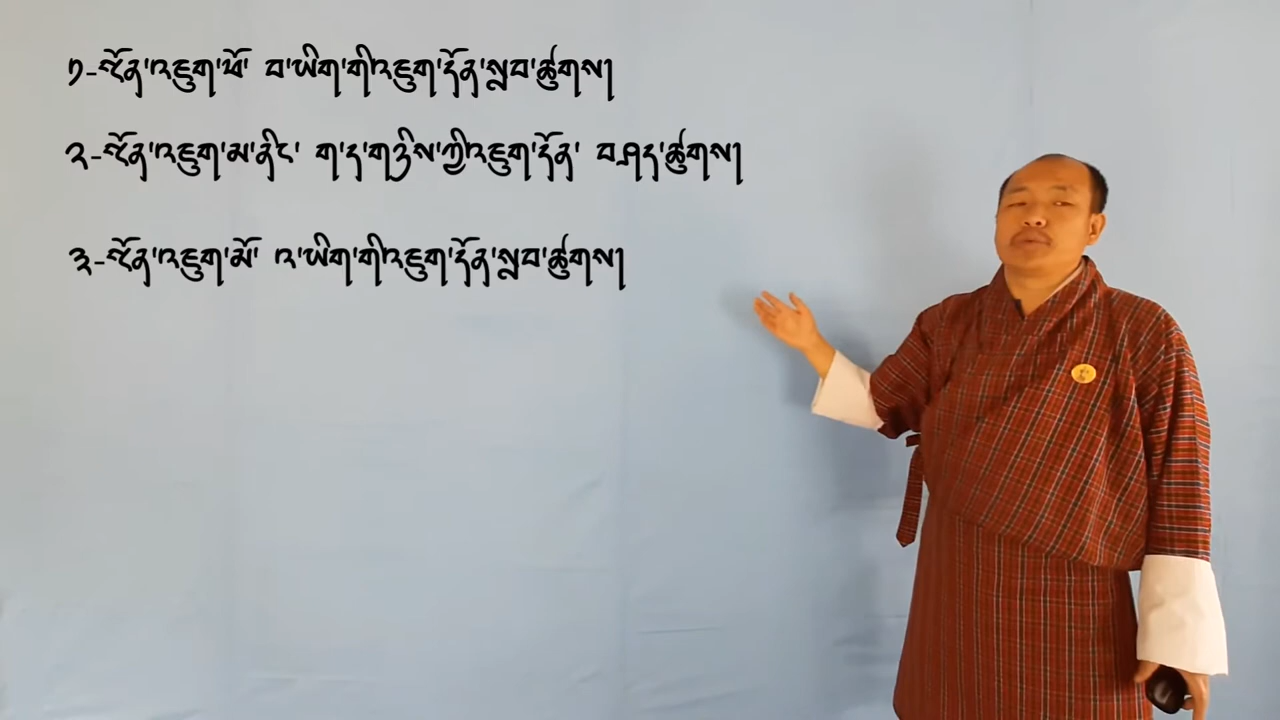 ༡-སྔོན་འཇུག་ཕོ་ བ་ཡིག་གི་འཇུག་དོན་སླབ་ཚུགས།
༢-སྔོན་འཇུག་མ་ནིང་ ག་ད་གཉིས་ཀྱི་འཇུག་དོན་ བཤད་ཚུགས།
༣-སྔོན་འཇུག་མོ་ འ་ཡིག་གི་འཇུག་དོན་སླབ་ཚུགས།